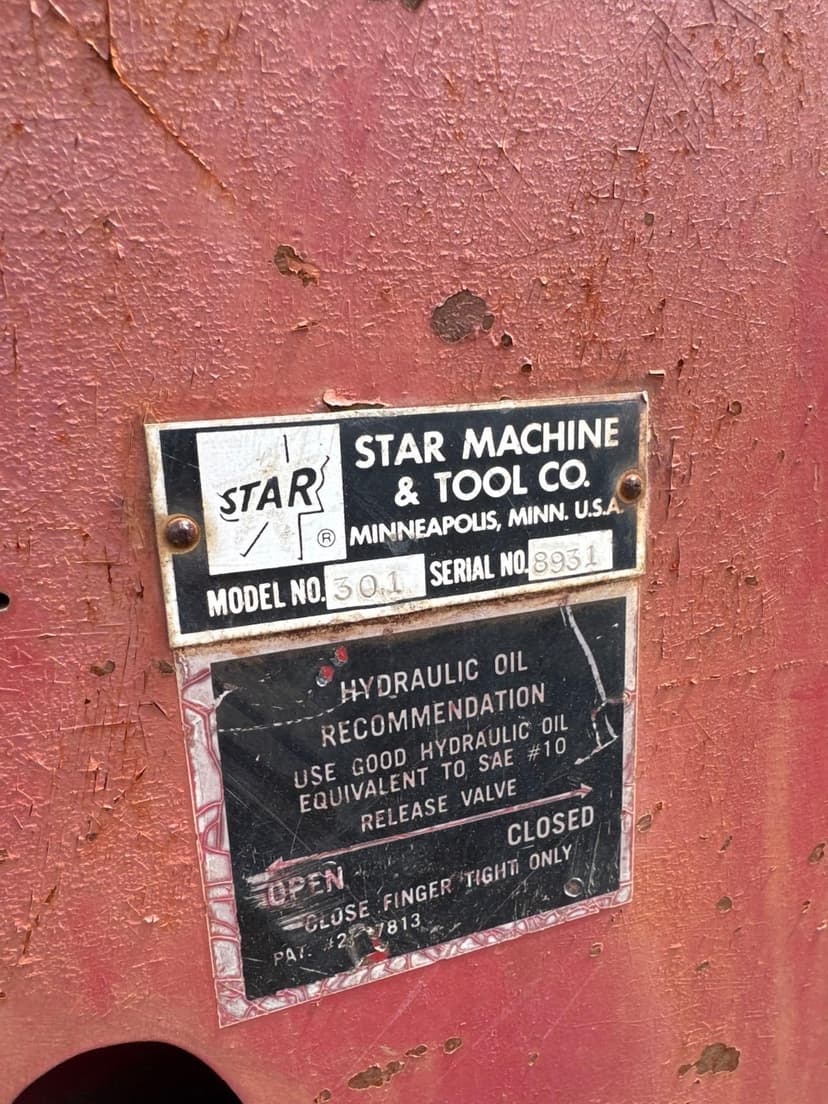 STAR
®
STAR MACHINE
& TOOL CO.
MINNEAPOLIS, MINN. U.S.A.
MODEL NO. 301 SERIAL NO. 8931
HYDRAULIC OIL
RECOMMENDATION
USE GOOD HYDRAULIC OIL
EQUIVALENT TO SAE #10
RELEASE VALVE
CLOSED
OPEN
CLOSE FINGER TIGHT ONLY
PAT.